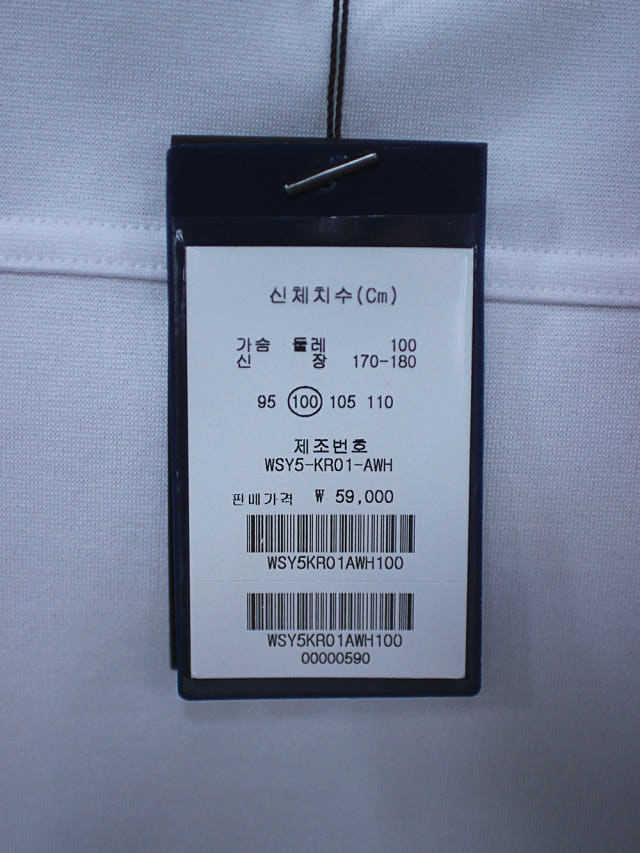 신체치수(Cm)
가슴 둘레 100
신 장 170-180
95 100 105 110
제조번호
WSY5-KR01-AWH
판매가격 ₩ 59,000
WSY5KR01AWH100
WSY5KR01AWH100
00000590